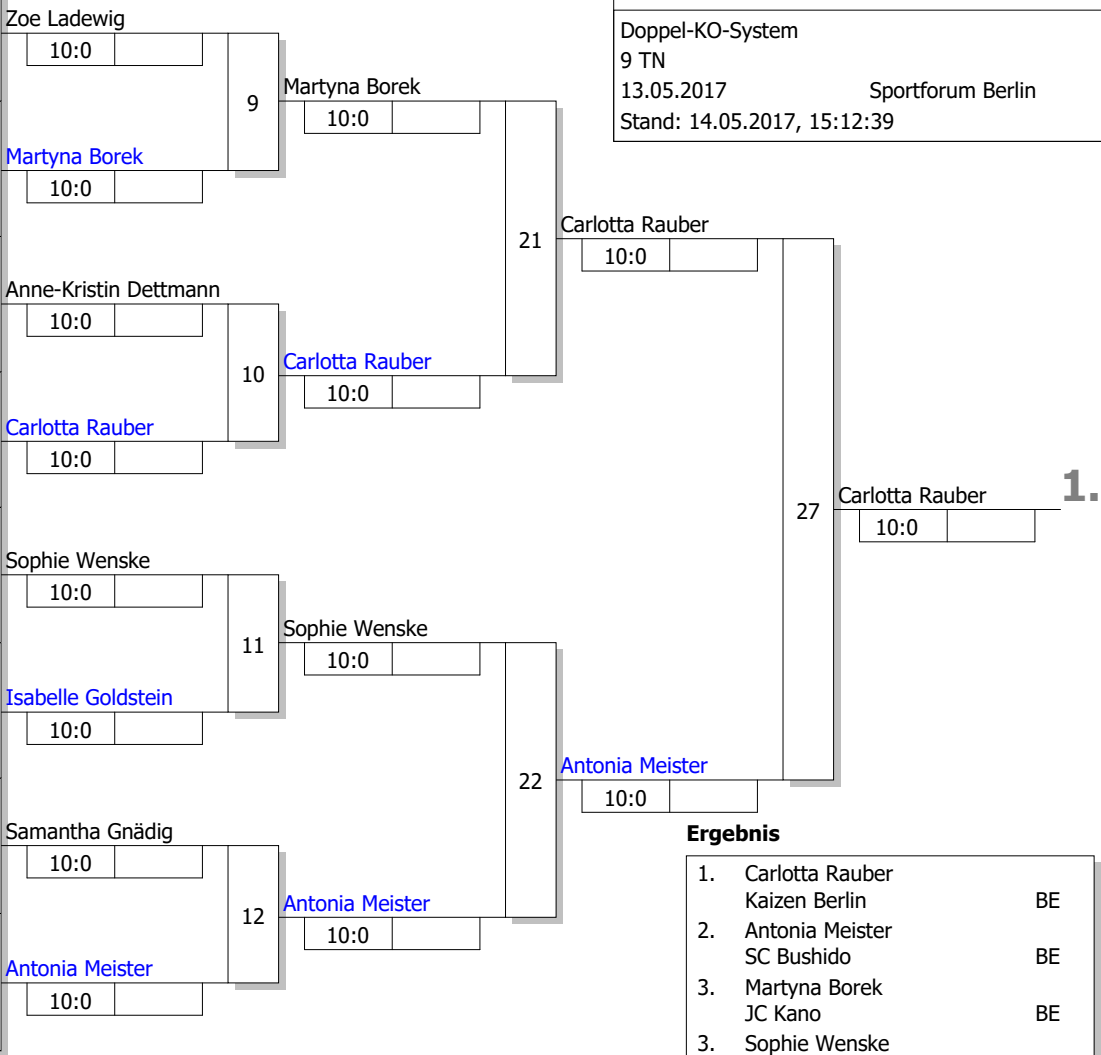 Doppel-KO-System
9 TN
13.05.2017 Sportforum Berlin
Stand: 14.05.2017, 15:12:39
Zoe Ladewig
10:0
9
Martyna Borek
10:0
Martyna Borek
10:0
21
Carlotta Rauber
10:0
Anne-Kristin Dettmann
10:0
10
Carlotta Rauber
10:0
Carlotta Rauber
10:0
27
Carlotta Rauber
1.
10:0
Sophie Wenske
10:0
11
Sophie Wenske
10:0
Isabelle Goldstein
10:0
22
Antonia Meister
10:0
Samantha Gnädig
10:0
12
Antonia Meister
10:0
Antonia Meister
10:0
Ergebnis
1. Carlotta Rauber
Kaizen Berlin BE
2. Antonia Meister
SC Bushido BE
3. Martyna Borek
JC Kano BE
3. Sophie Wenske